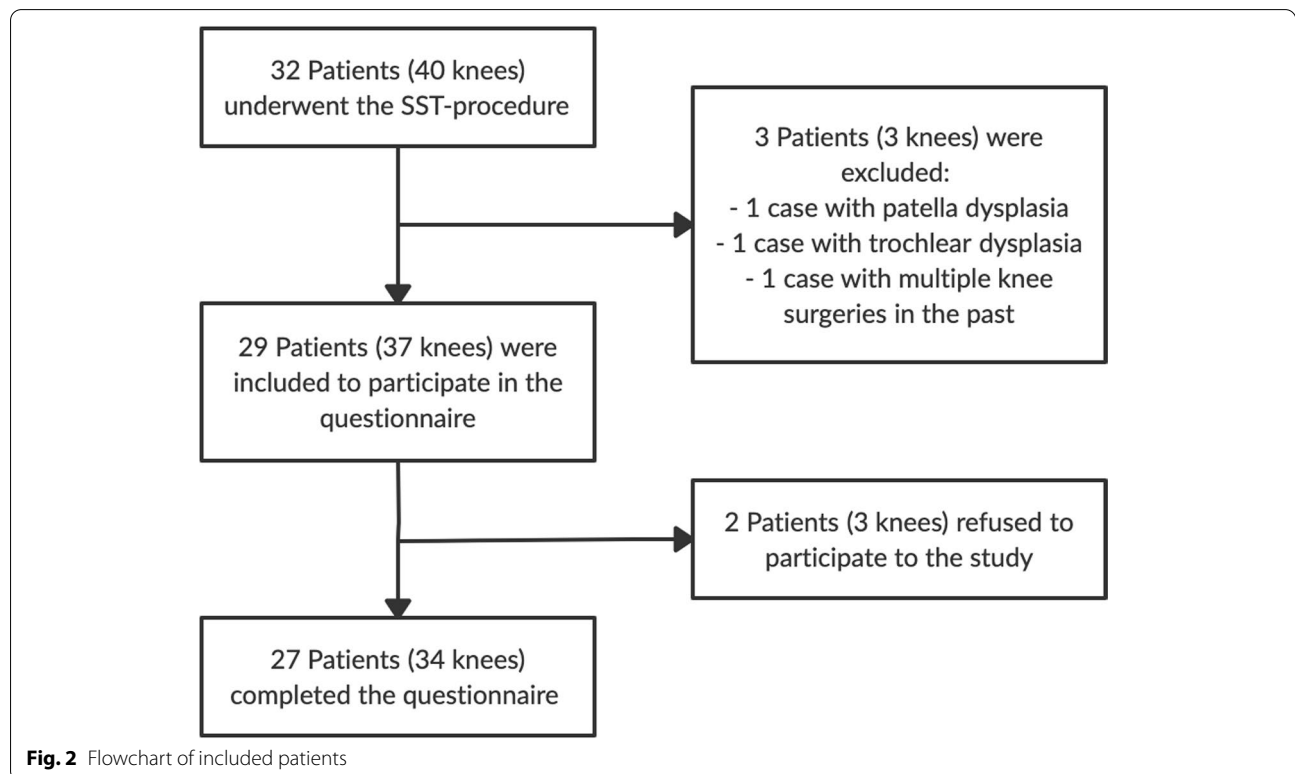 32 Patients (40 knees)
underwent the SST-procedure
3 Patients (3 knees) were
excluded:
- 1 case with patella dysplasia
- 1 case with trochlear dysplasia
- 1 case with multiple knee
surgeries in the past
29 Patients (37 knees) were
included to participate in the
questionnaire
2 Patients (3 knees) refused to
participate to the study
27 Patients (34 knees)
completed the questionnaire
Fig. 2 Flowchart of included patients